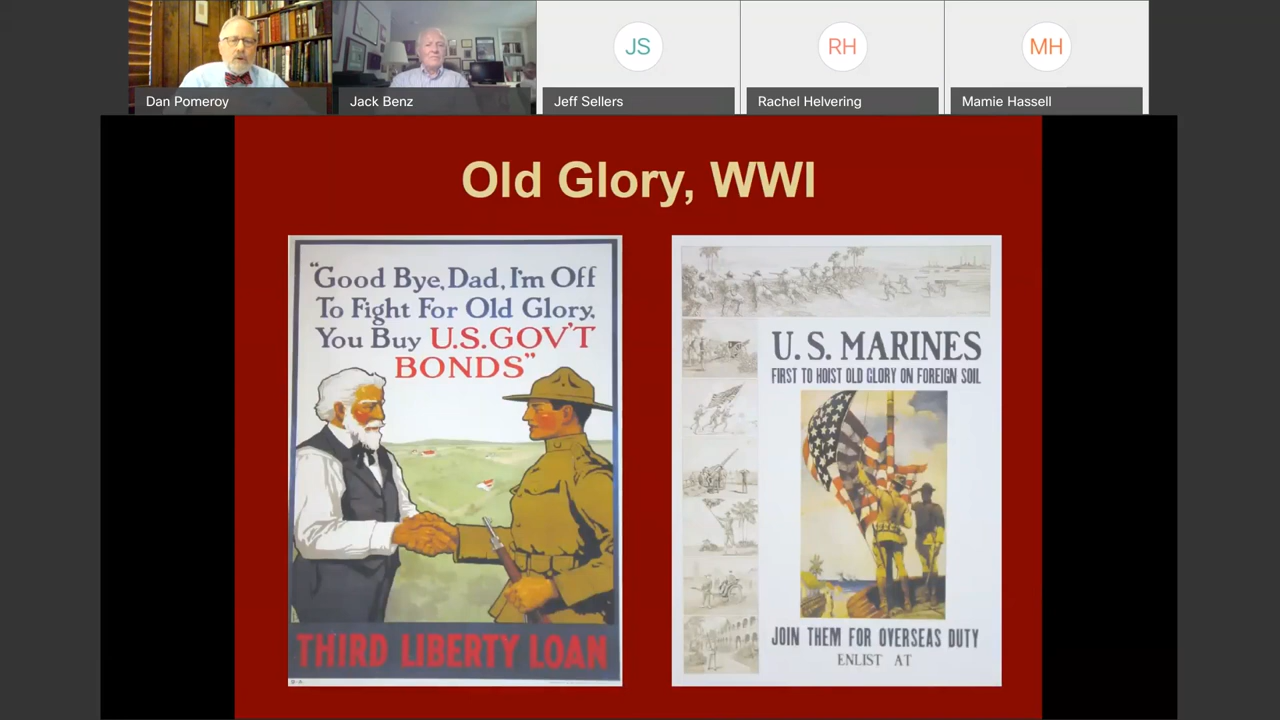 JS
RH
MH
Dan Pomeroy
Jack Benz
Jeff Sellers
Rachel Helvering
Mamie Hassell
Old Glory, WWI
"Good Bye, Dad, I'm Off
To Fight For Old Glory,
You Buy U.S. GOV'T
BONDS"
THIRD LIBERTY LOAN
U.S. MARINES
FIRST TO HOIST OLD GLORY ON FOREIGN SOIL
JOIN THEM FOR OVERSEAS DUTY
ENLIST AT